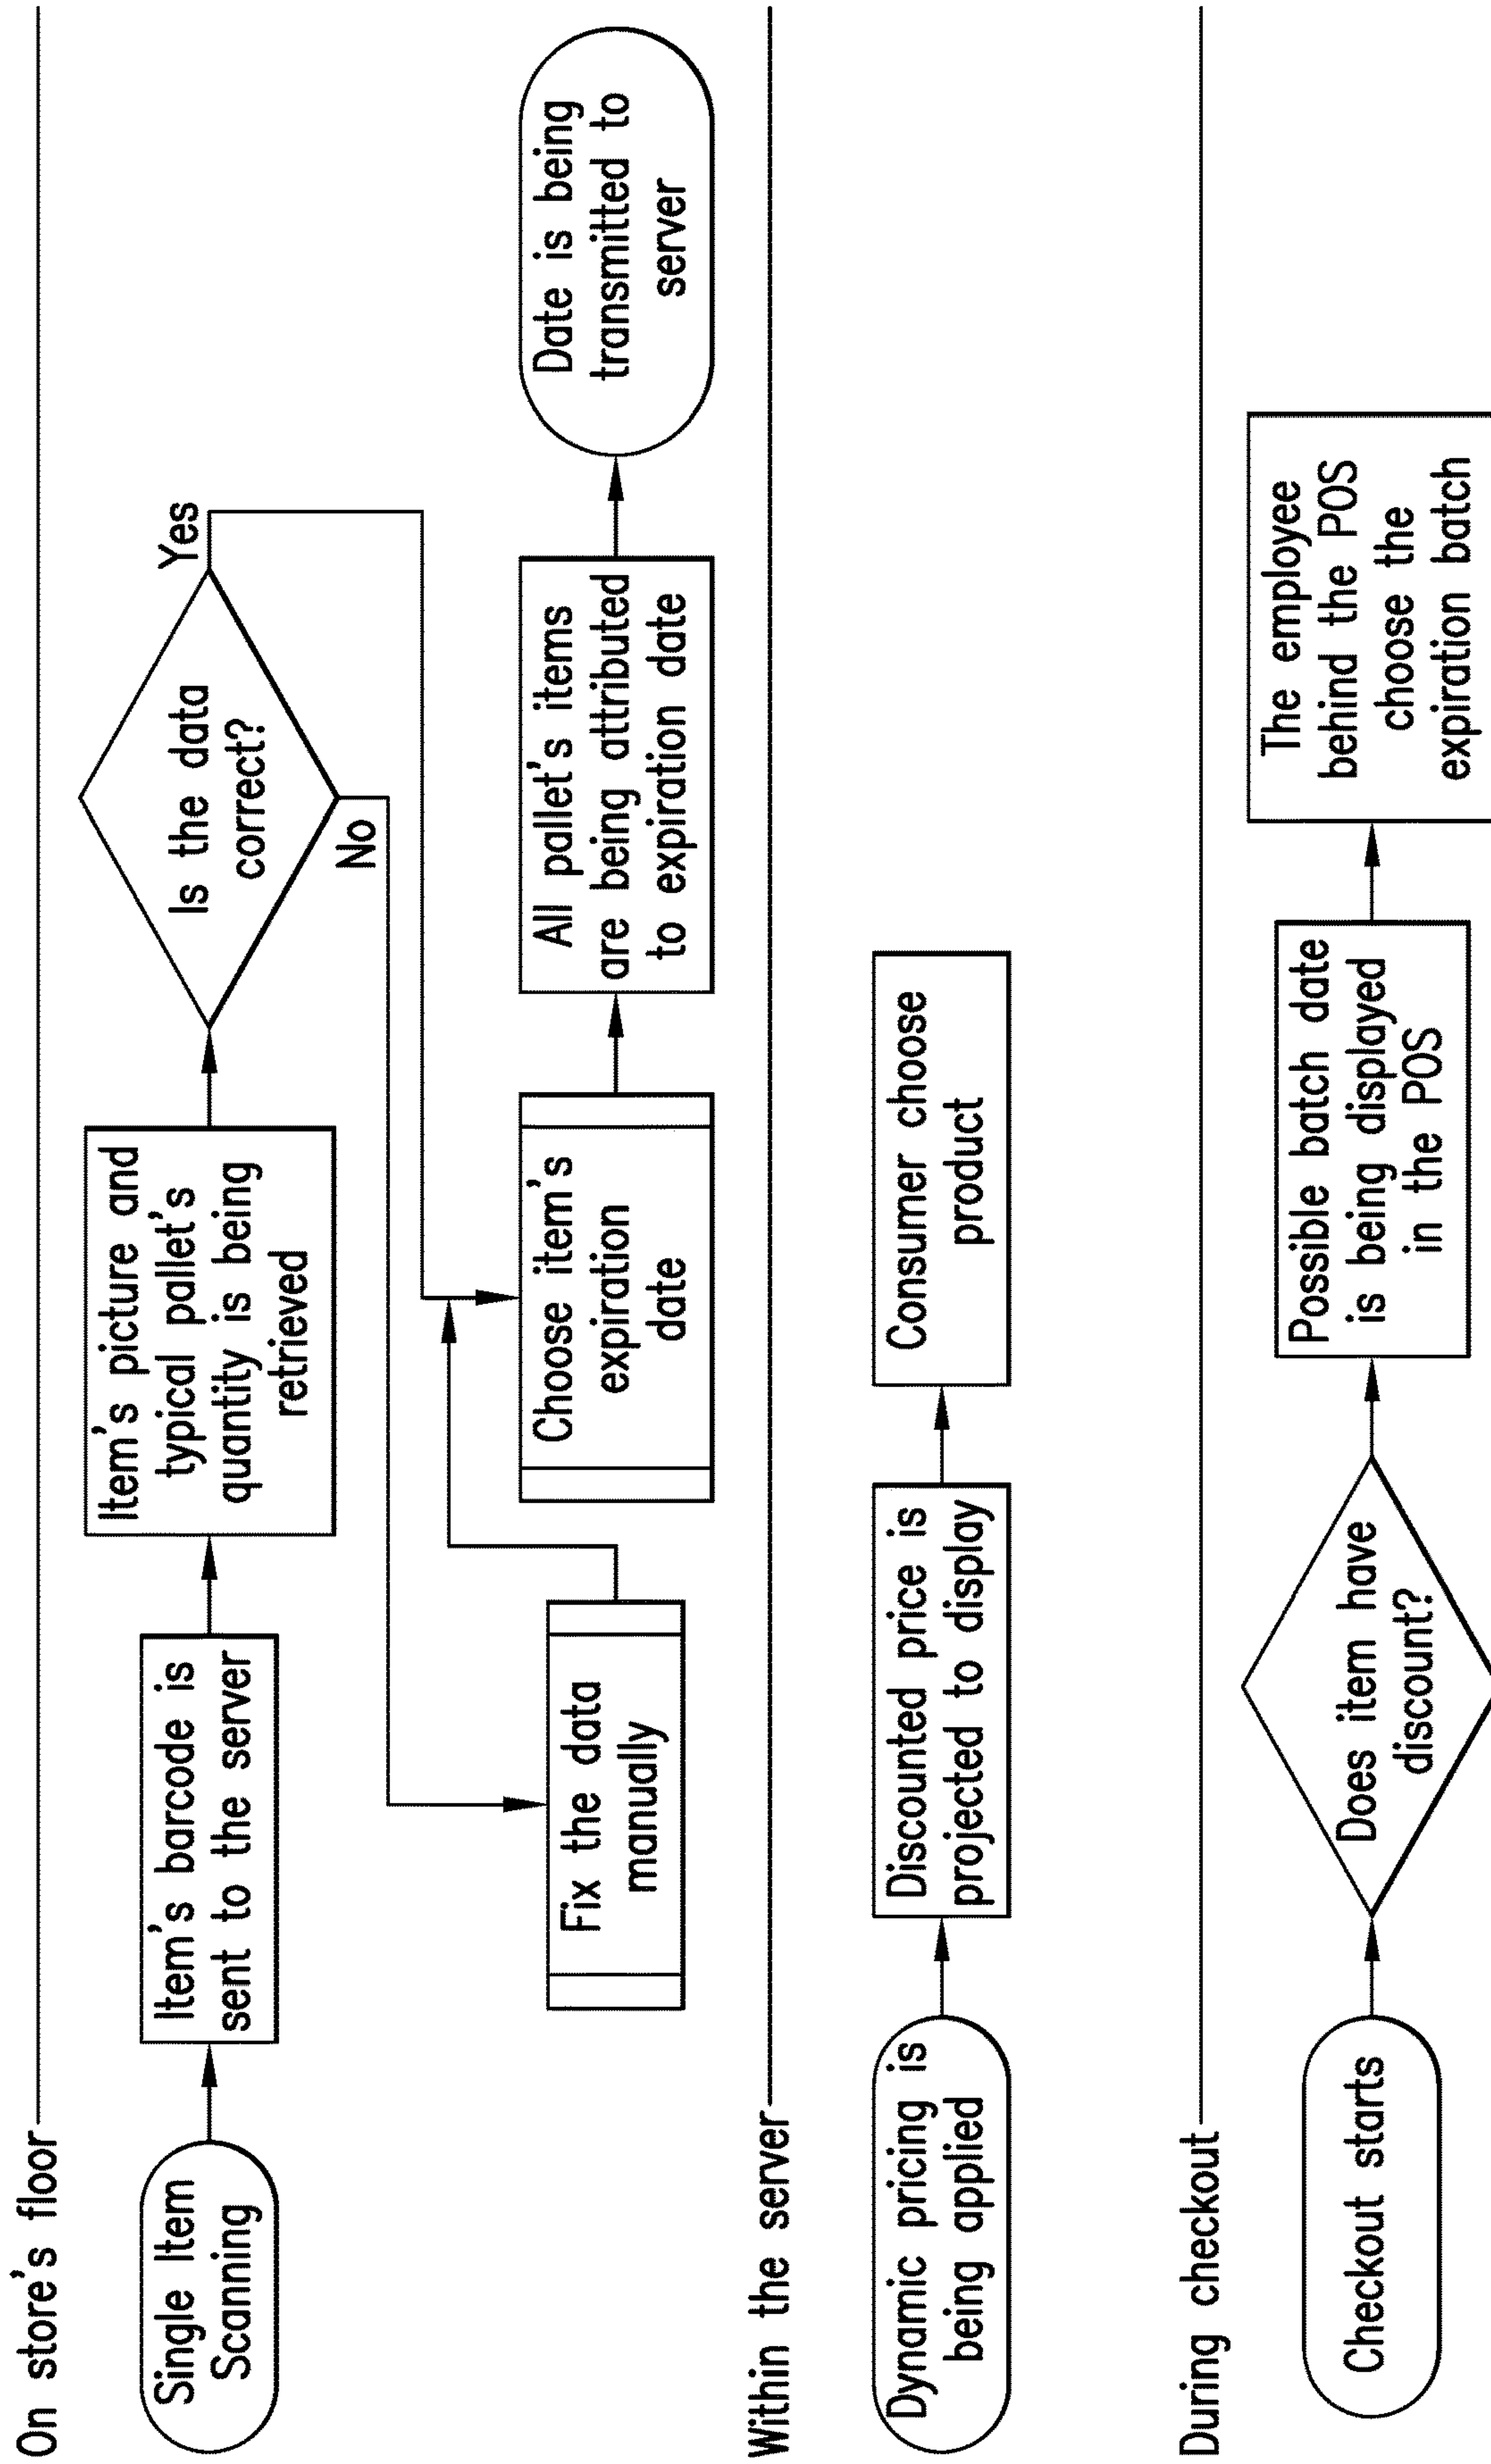 On store's floor
Single Item
Scanning
Item's barcode is
sent to the server
Item's picture and
typical pallet's
quantity is being
retrieved
Is the data
correct?
Yes
No
Fix the data
manually
Choose item's
expiration
date
All pallet's items
are being attributed
to expiration date
Date is being
transmitted to
server
Within the server
Dynamic pricing is
being applied
Discounted price is
projected to display
Consumer choose
product
During checkout
Checkout starts
Does item have
discount?
Possible batch date
is being displayed
in the POS
The employee
behind the POS
choose the
expiration batch